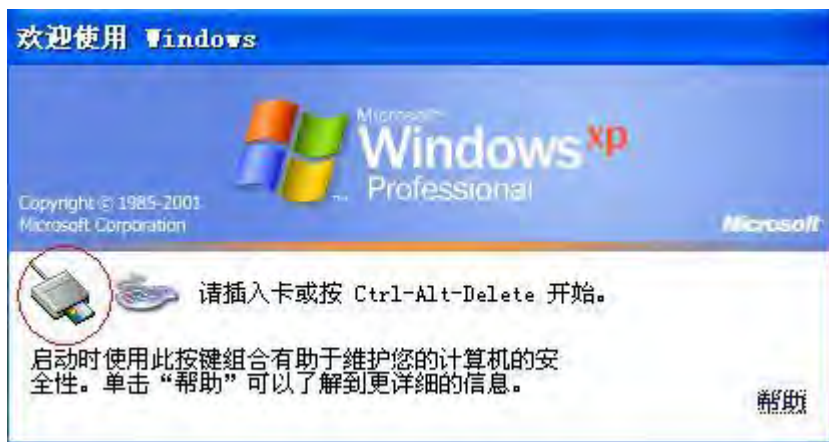 欢迎使用 Windows
Microsoft
Windows xp
Professional
Copyright © 1985-2001
Microsoft Corporation
Microsoft
请插入卡或按 Ctrl-Alt-Delete 开始。
启动时使用此按键组合有助于维护您的计算机的安
全性。单击“帮助”可以了解到更详细的信息。
帮助